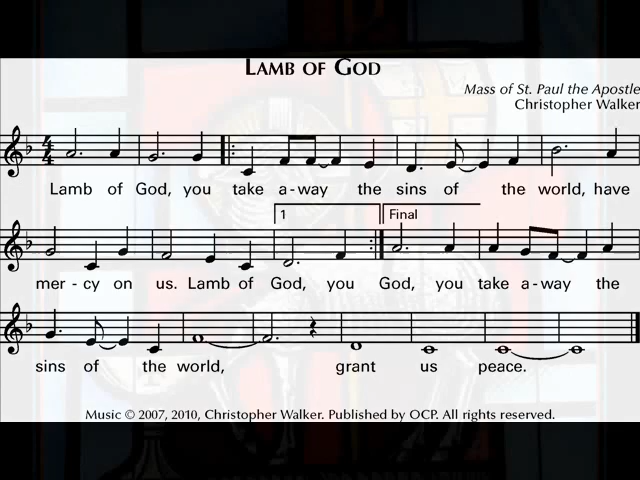 LAMB OF GOD
Mass of St. Paul the Apostle
Christopher Walker
Lamb of God, you take a-way the sins of the world, have
1 Final
mer-cy on us. Lamb of God, you God, you take a-way the
sins of the world, grant us peace.
Music © 2007, 2010, Christopher Walker. Published by OCP. All rights reserved.